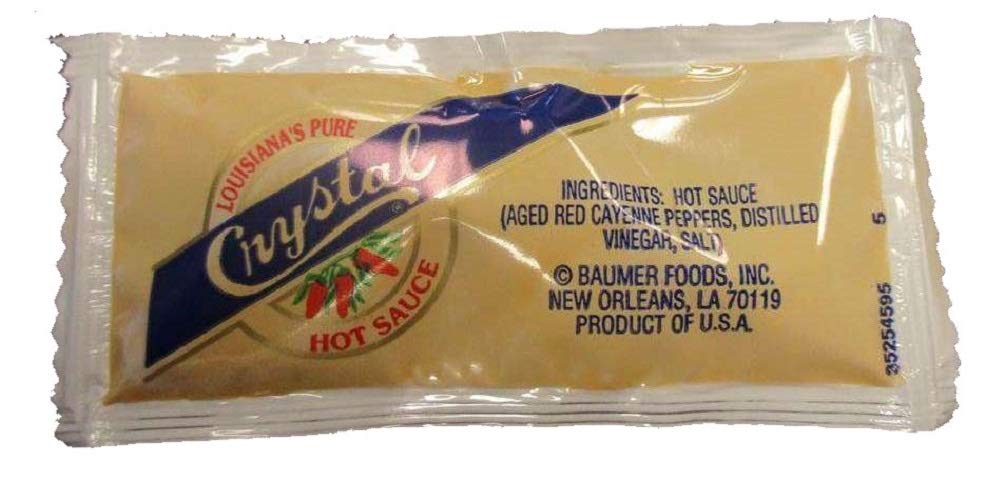 LOUISIANA'S PURE
Crystal®
HOT SAUCE
INGREDIENTS: HOT SAUCE
(AGED RED CAYENNE PEPPERS, DISTILLED
VINEGAR, SALT)
© BAUMER FOODS, INC.
NEW ORLEANS, LA 70119
PRODUCT OF U.S.A.
35254595 5